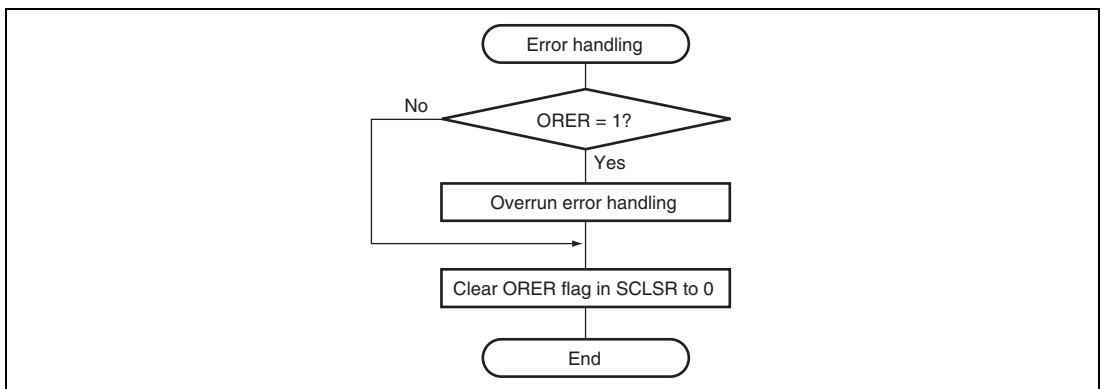 Error handling
No
ORER = 1?
Yes
Overrun error handling
Clear ORER flag in SCLSR to 0
End